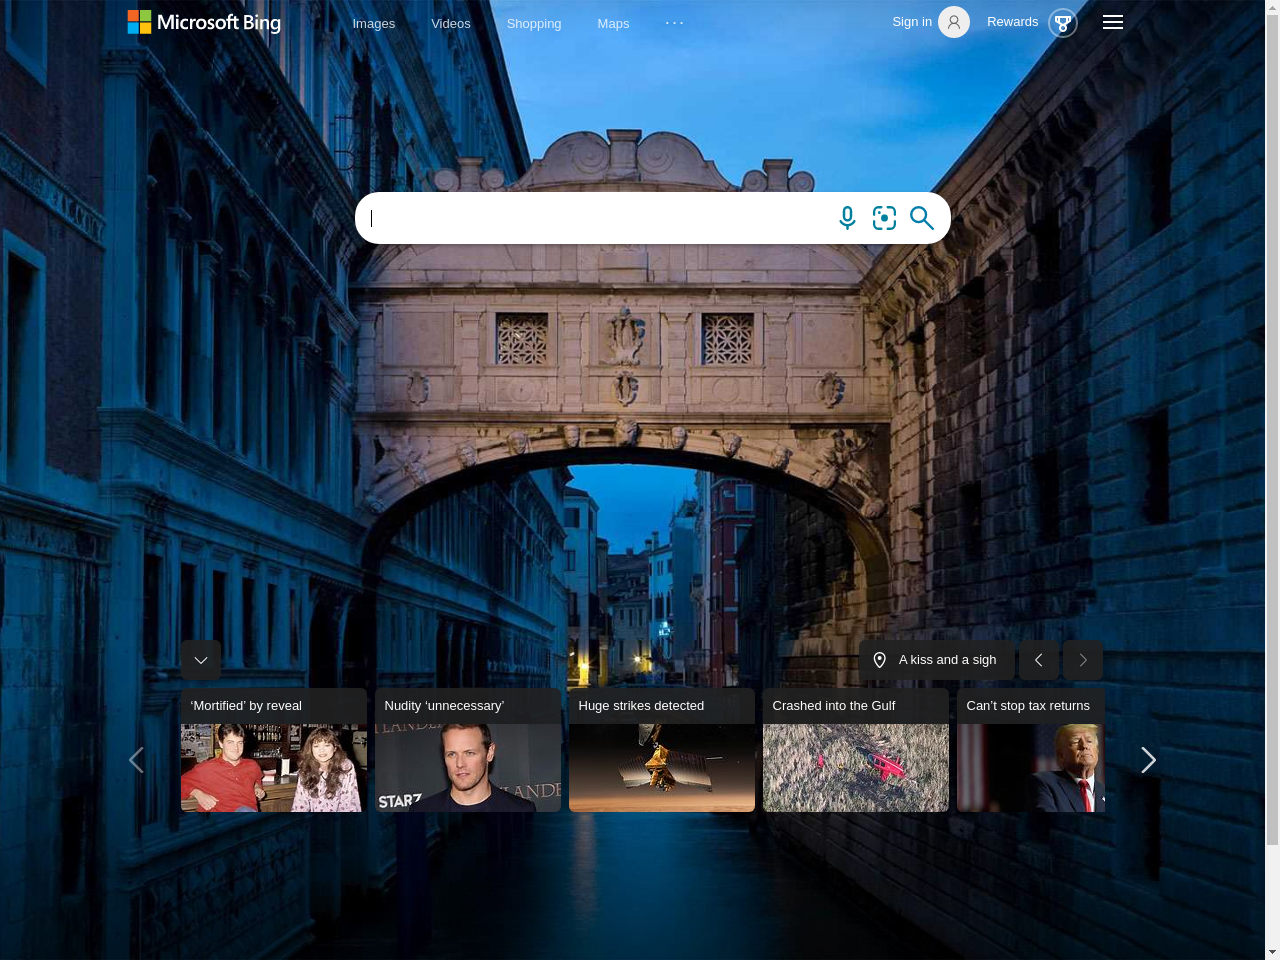 Microsoft Bing
Images
Videos
Shopping
Maps
Sign in
Rewards
A kiss and a sigh
‘Mortified’ by reveal
Nudity ‘unnecessary’
Huge strikes detected
Crashed into the Gulf
Can’t stop tax returns
STARZ